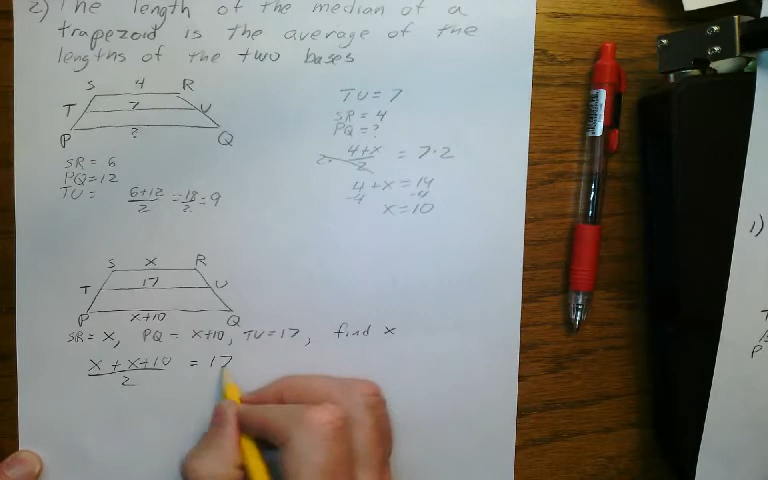 2) The length of the median of a
trapezoid is the average of the
lengths of the two bases
S 4 R
T 7 U
P ? Q
SR = 6
PQ = 12
TU = 6+12/2 = 18/2 = 9
TU = 7
SR = 4
PQ = ?
2· 4+x/2 = 7·2
4 + x = 14
-4 -4
x = 10
S x R
T 17 U
P x+10 Q
SR = x, PQ = x+10, TU = 17, find x
x + x+10/2 = 17
1)
P